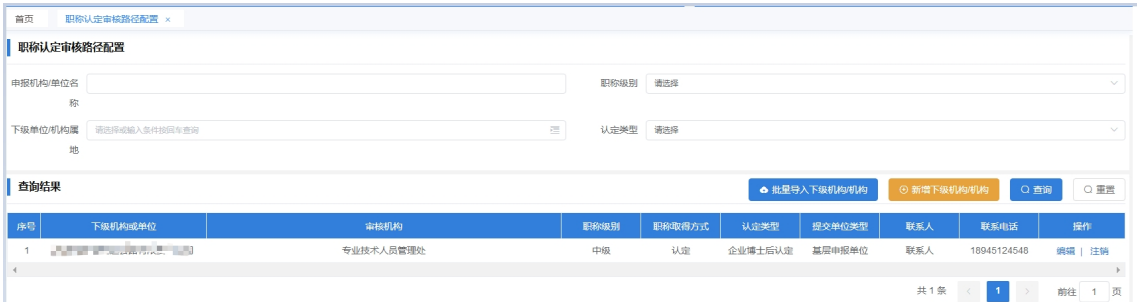 首页 职称认定审核路径配置 ×
职称认定审核路径配置
申报机构/单位名称 职称级别 请选择
下级单位/机构属地 请选择或输入条件按回车查询 认定类型 请选择
查询结果 批量导入下级机构/机构 新增下级机构/机构 查询 重置
序号 下级机构或单位 审核机构 职称级别 职称取得方式 认定类型 提交单位类型 联系人 联系电话 操作
1 专业技术人员管理处 中级 认定 企业博士后认定 基层申报单位 联系人 18945124548 编辑 | 注销
共 1 条 < 1 > 前往 1 页